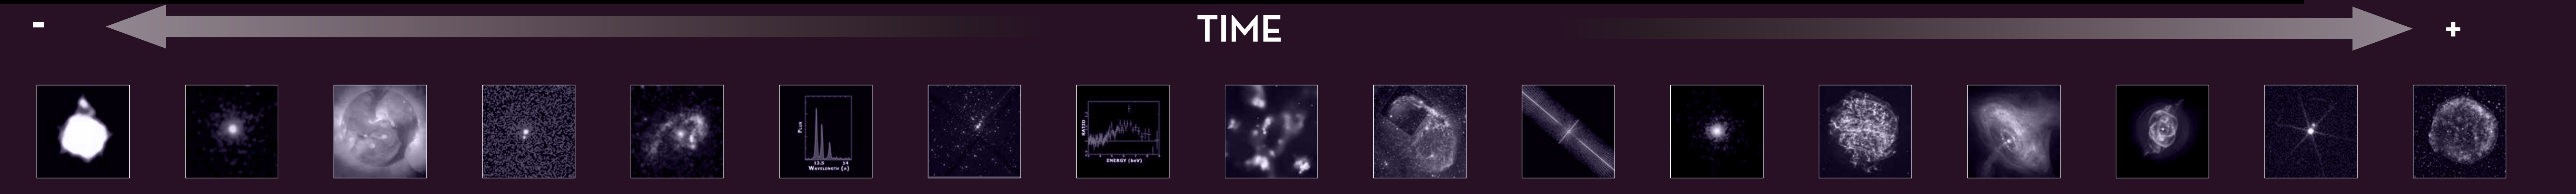 - TIME +
FLUX
13.5 14
WAVELENGTH (A)
RATIO
ENERGY (keV)